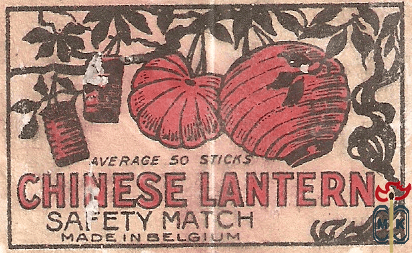 AVERAGE 50 STICKS
CHINESE LANTERN
SAFETY MATCH
MADE IN BELGIUM